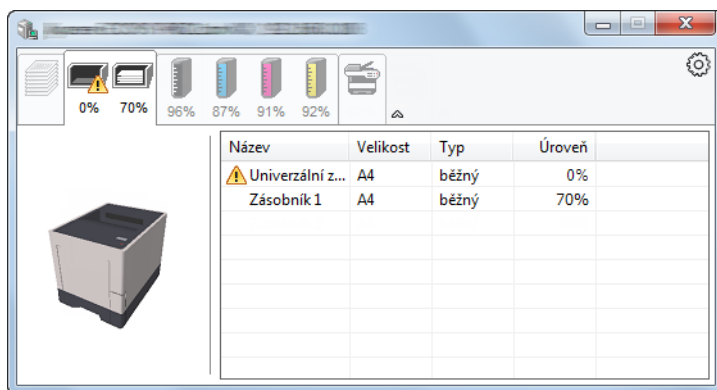 0% 70% 96% 87% 91% 92%
Název Velikost Typ Úroveň
Univerzální z... A4 běžný 0%
Zásobník 1 A4 běžný 70%